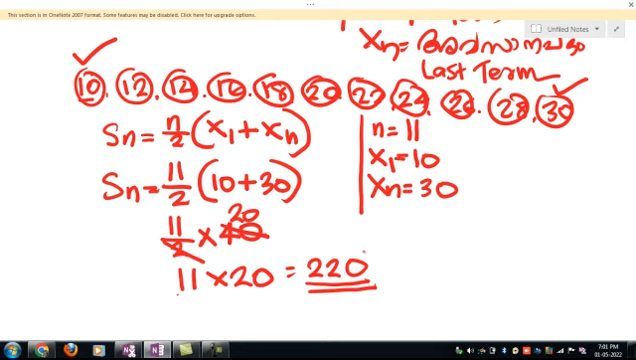 This section is in OneNote 2007 Format. Some features may be disabled. Click here for upgrade options.
Unfiled Notes
Xn = അവസാനപദം
Last Term
10, 12, 14, 16, 18, 20, 22, 24, 26, 28, 30
Sn = n/2 (x1 + xn)
n = 11
Sn = 11/2 (10 + 30)
x1 = 10
xn = 30
20
11/2 × 40
11 × 20 = 220
7:01 PM
01-05-2022